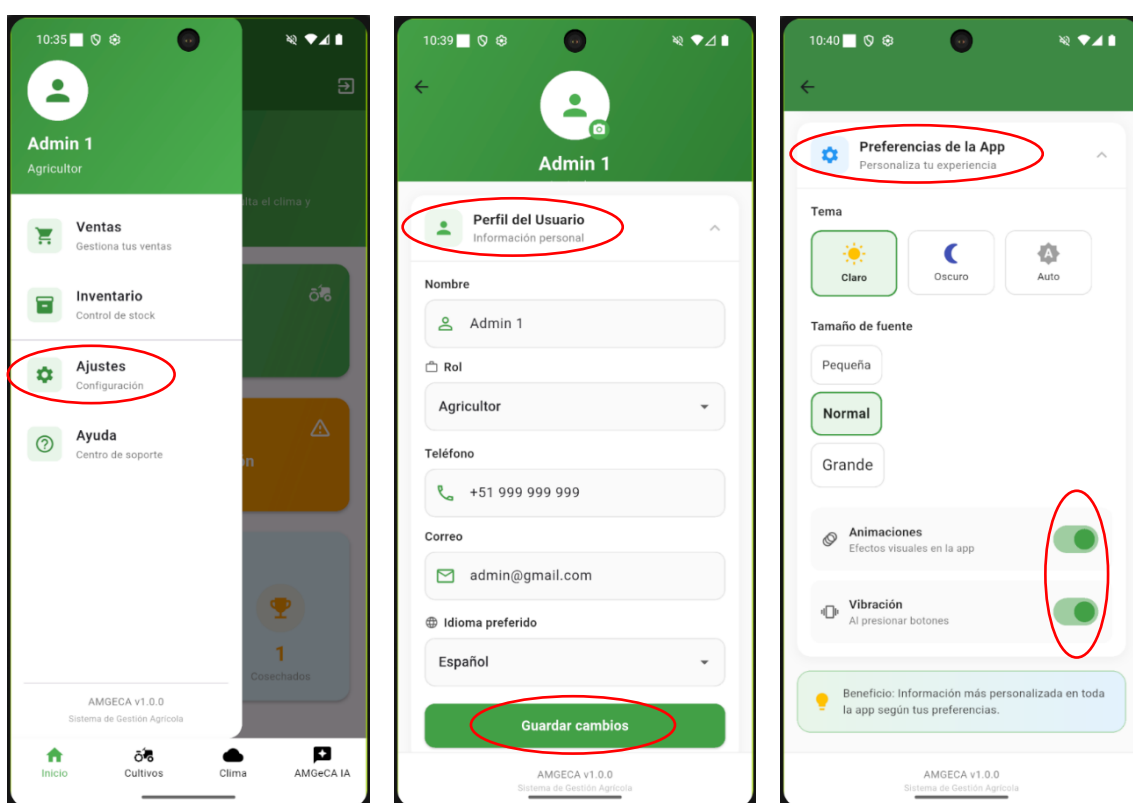 10:35
Admin 1
Agricultor
ulta el clima y
Ventas
Gestiona tus ventas
Inventario
Control de stock
Ajustes
Configuración
Ayuda
Centro de soporte
ón
1
Cosechados
AMGECA v1.0.0
Sistema de Gestión Agrícola
Inicio
Cultivos
Clima
AMGeCA IA
10:39
Admin 1
Perfil del Usuario
Información personal
Nombre
Admin 1
Rol
Agricultor
Teléfono
+51 999 999 999
Correo
admin@gmail.com
Idioma preferido
Español
Guardar cambios
AMGECA v1.0.0
Sistema de Gestión Agrícola
10:40
Preferencias de la App
Personaliza tu experiencia
Tema
Claro
Oscuro
A
Auto
Tamaño de fuente
Pequeña
Normal
Grande
Animaciones
Efectos visuales en la app
Vibración
Al presionar botones
Beneficio: Información más personalizada en toda
la app según tus preferencias.
AMGECA v1.0.0
Sistema de Gestión Agrícola